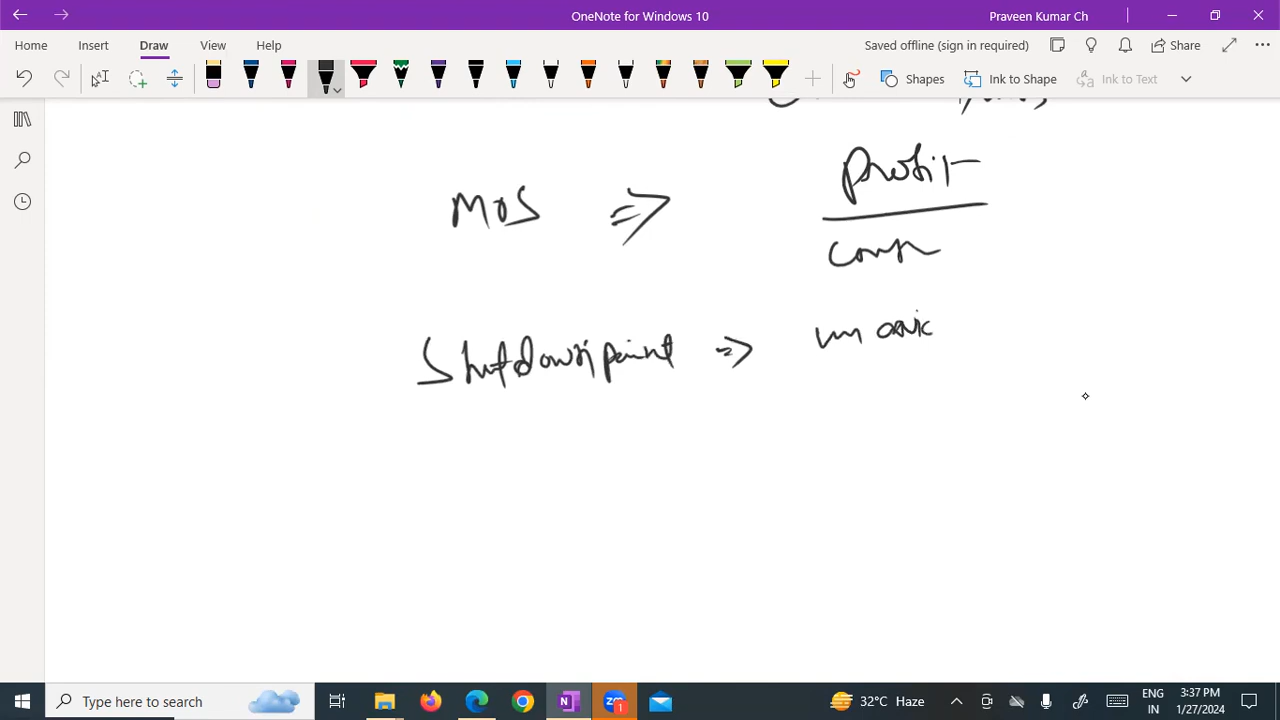 OneNote for Windows 10
Praveen Kumar Ch
Home Insert Draw View Help
Saved offline (sign in required)
Share
Shapes
Ink to Shape
Ink to Text
profit
MOS ⇒
Shutdown point ⇒
Type here to search
1
32°C Haze
ENG
IN
3:37 PM
1/27/2024